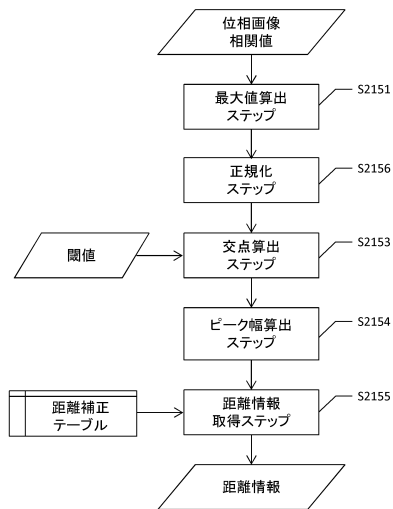 位相画像
相関値
最大値算出
ステップ
S2151
正規化
ステップ
S2156
閾値
交点算出
ステップ
S2153
ピーク幅算出
ステップ
S2154
距離補正
テーブル
距離情報
取得ステップ
S2155
距離情報